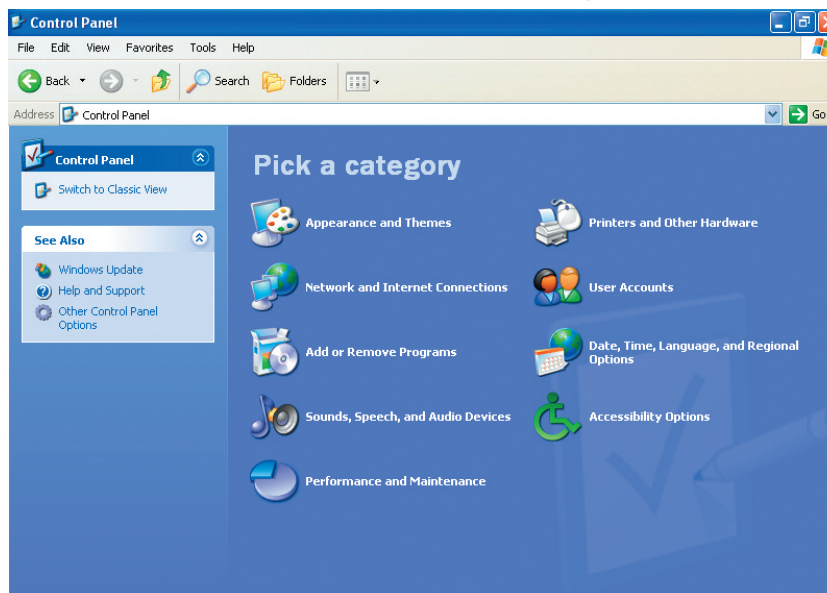 Control Panel
File Edit View Favorites Tools Help
Back Search Folders
Address Control Panel Go
Control Panel
Switch to Classic View
See Also
Windows Update
Help and Support
Other Control Panel
Options
Pick a category
Appearance and Themes
Printers and Other Hardware
Network and Internet Connections
User Accounts
Add or Remove Programs
Date, Time, Language, and Regional
Options
Sounds, Speech, and Audio Devices
Accessibility Options
Performance and Maintenance